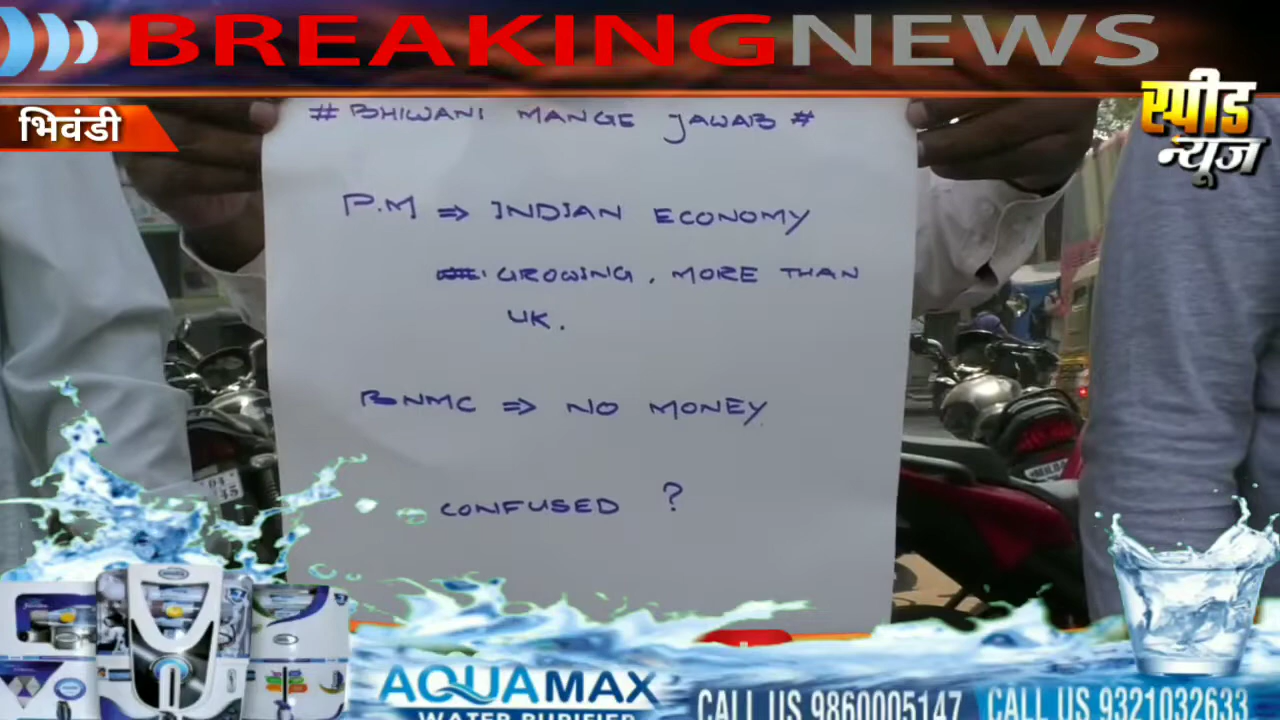 BREAKINGNEWS
भिवंडी
स्पीड
न्यूज
# BHIWANI MANGE JAWAB #
P.M ⇒ INDIAN ECONOMY
GROWING. MORE THAN
UK.
BNMC ⇒ NO MONEY
CONFUSED ?
AQUAMAX
WATER PURIFIER
CALL US 9860005147
CALL US 9321032633